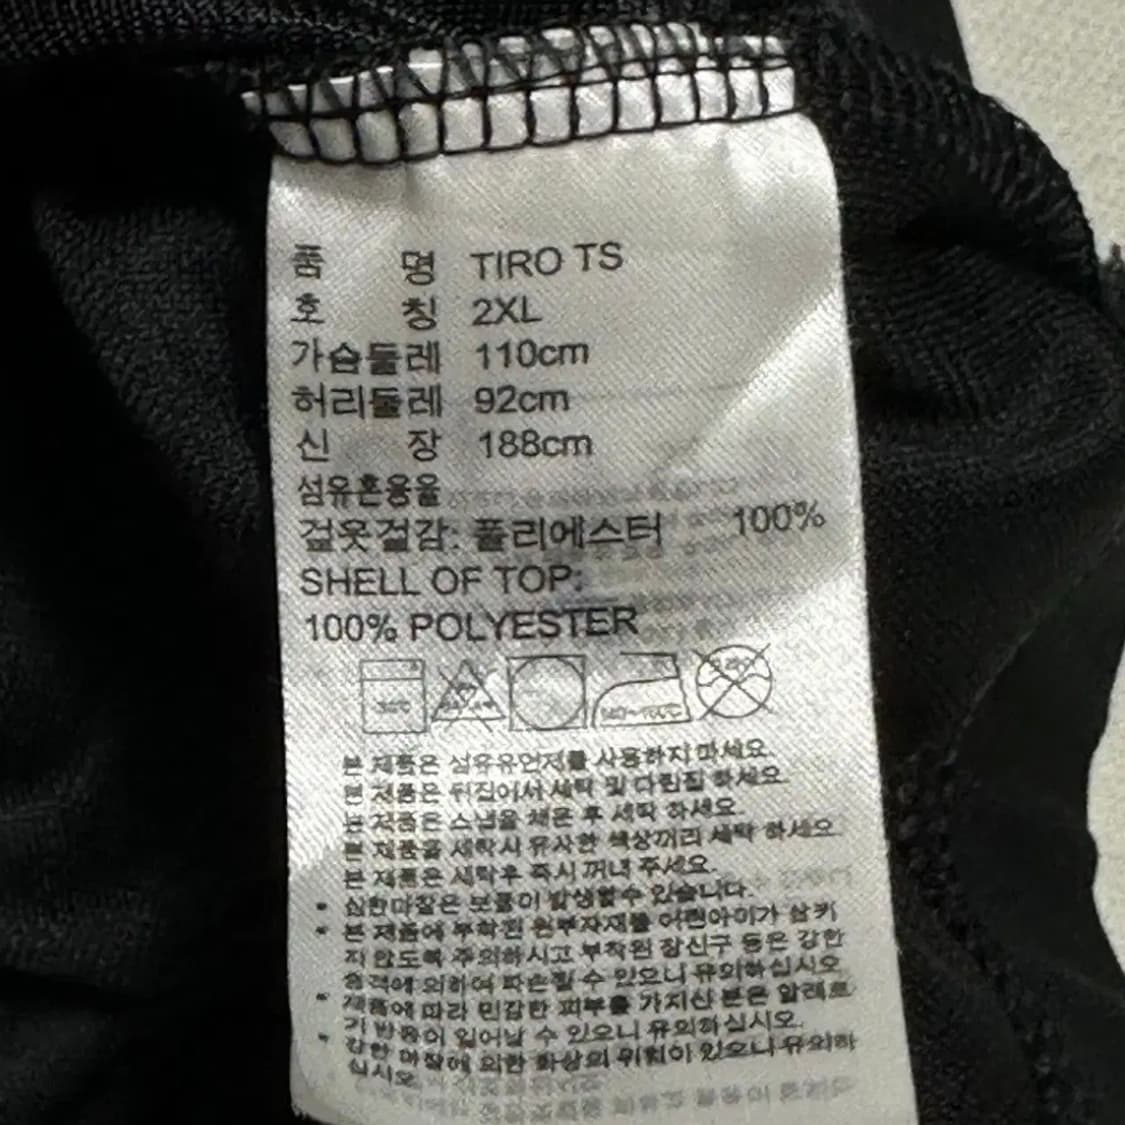 품 명 TIRO TS
호 칭 2XL
가슴둘레 110cm
허리둘레 92cm
신 장 188cm
섬유혼용율
겉옷겉감: 폴리에스터 100%
SHELL OF TOP:
100% POLYESTER
본 제품은 섬유유연제를 사용하지마세요.
본 제품은 뒤집어서 세탁 및 다림질 하세요.
본 제품은 스냅을 채운 후 세탁 하세요.
본 제품을 세탁시 유사한 색상끼리 세탁 하세요.
본 제품은 세탁후 즉시 꺼내 주세요.
* 심한마찰은 보풀이 발생할수 있습니다.
* 본 제품에 부착된 원부자재를 어린아이가 삼키
지 않도록 주의하시고 부착된 장신구 등은 강한
충격에 의하여 파손될 수 있으니 유의하십시오.
* 제품에 따라 민감한 피부를 가지신 분은 알레르
기 반응이 일어날 수 있으니 유의하십시오.
* 강한 마찰에 의한 화상의 위험이 있으니 유의하
십시오